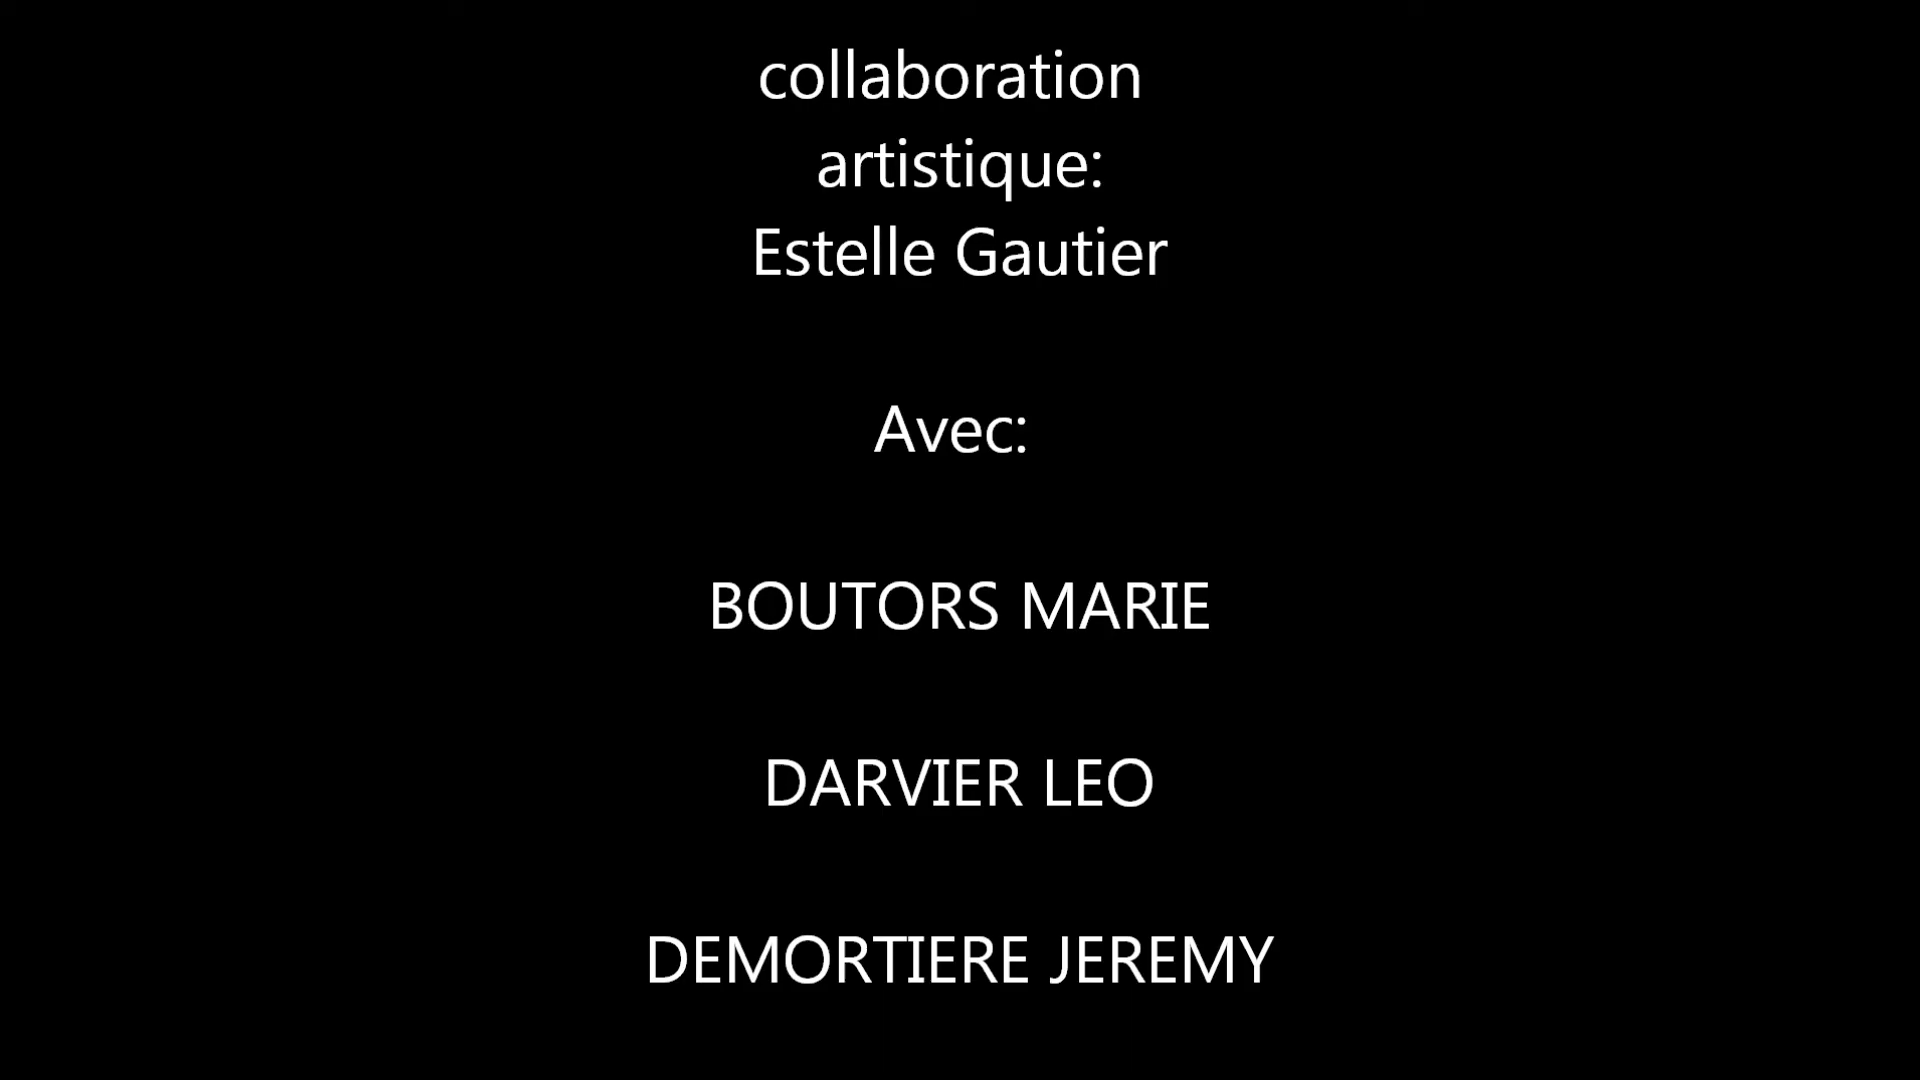 collaboration
artistique:
Estelle Gautier
Avec:
BOUTORS MARIE
DARVIER LEO
DEMORTIERE JEREMY